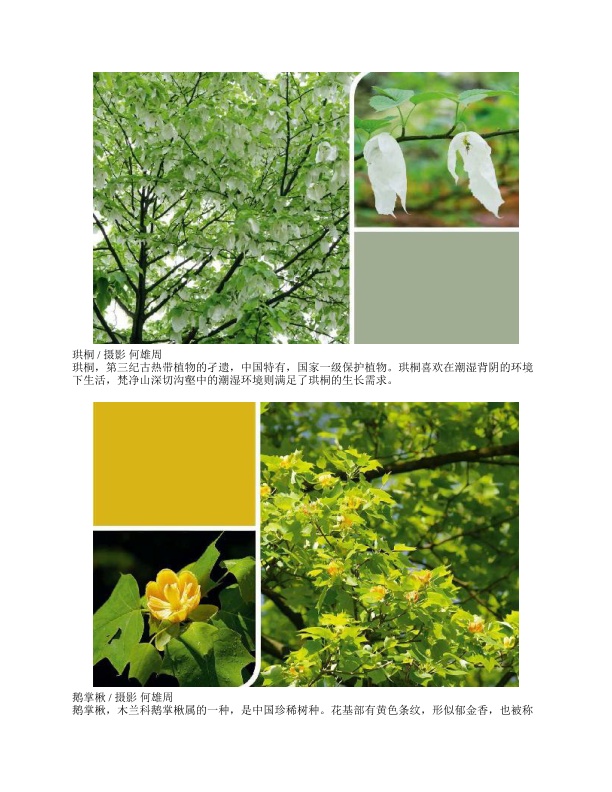 珙桐 / 摄影 何雄周
珙桐，第三纪古热带植物的孑遗，中国特有，国家一级保护植物。珙桐喜欢在潮湿背阴的环境
下生活，梵净山深切沟壑中的潮湿环境则满足了珙桐的生长需求。
鹅掌楸 / 摄影 何雄周
鹅掌楸，木兰科鹅掌楸属的一种，是中国珍稀树种。花基部有黄色条纹，形似郁金香，也被称